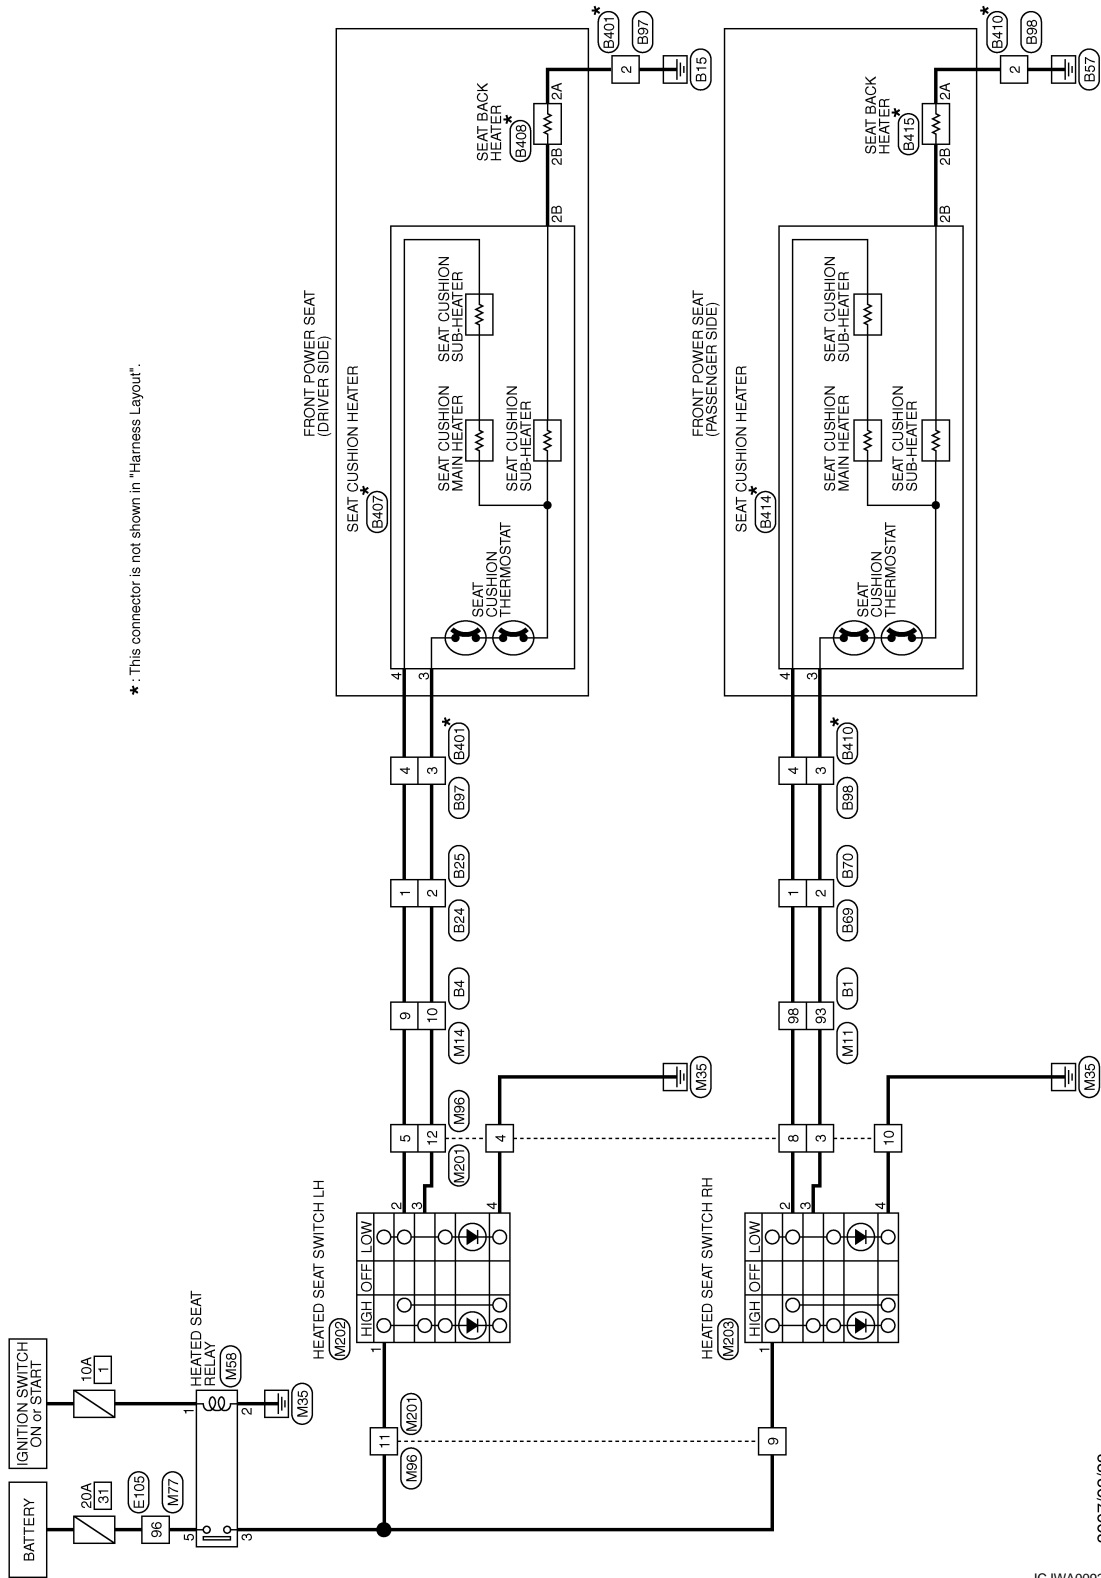 BATTERY
20A
31
E105
96
M77
IGNITION SWITCH
ON or START
10A
1
HEATED SEAT
RELAY
M58
5
3
1
2
M35
11
M201
M96
9
HEATED SEAT SWITCH LH
M202
1
HIGH
OFF
LOW
2
3
4
HEATED SEAT SWITCH RH
M203
1
HIGH
OFF
LOW
2
3
4
5
12
M96
M201
4
8
3
10
M35
M35
9
10
B4
M14
98
93
B1
M11
1
2
B25
B24
1
2
B70
B69
4
3
B401
*
B97
4
3
B410
*
B98
* : This connector is not shown in "Harness Layout".
FRONT POWER SEAT
(DRIVER SIDE)
SEAT CUSHION HEATER
*
B407
4
3
SEAT
CUSHION
THERMOSTAT
SEAT CUSHION
MAIN HEATER
SEAT CUSHION
SUB-HEATER
SEAT CUSHION
SUB-HEATER
2B
SEAT BACK
HEATER
*
B408
2B
2A
*
B401
2
B97
B15
FRONT POWER SEAT
(PASSENGER SIDE)
SEAT CUSHION HEATER
*
B414
4
3
SEAT
CUSHION
THERMOSTAT
SEAT CUSHION
MAIN HEATER
SEAT CUSHION
SUB-HEATER
SEAT CUSHION
SUB-HEATER
2B
SEAT BACK
HEATER
*
B415
2B
2A
*
B410
2
B98
B57